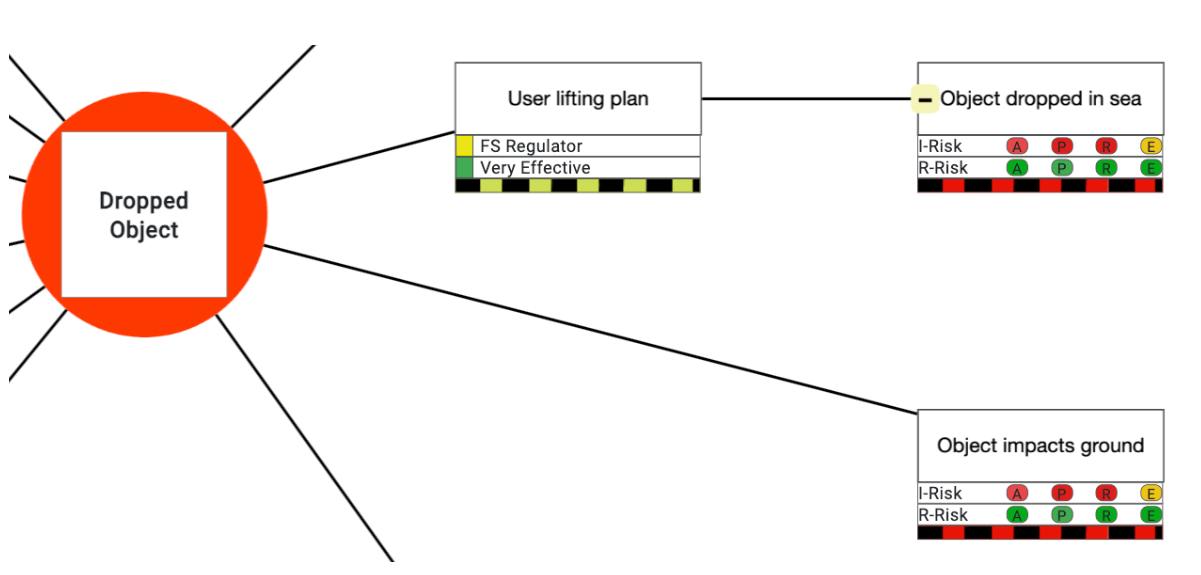 Dropped
Object
User lifting plan
FS Regulator
Very Effective
Object dropped in sea
I-Risk A P R E
R-Risk A P R E
Object impacts ground
I-Risk A P R E
R-Risk A P R E